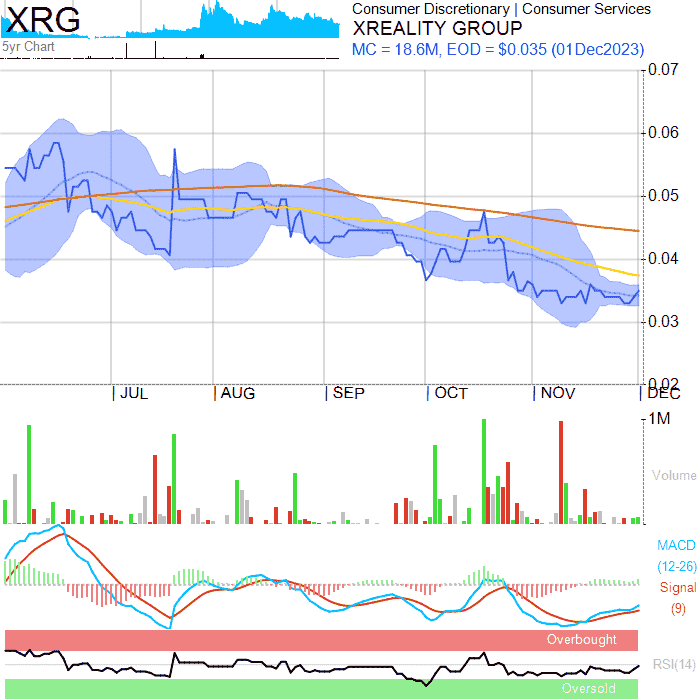 XRG
5yr Chart
Consumer Discretionary | Consumer Services
XREALITY GROUP
MC = 18.6M, EOD = $0.035 (01Dec2023)
0.07
0.06
0.05
0.04
0.03
0.02
JUL AUG SEP OCT NOV DEC
1M
Volume
MACD
(12-26)
Signal
(9)
Overbought
RSI(14)
Oversold